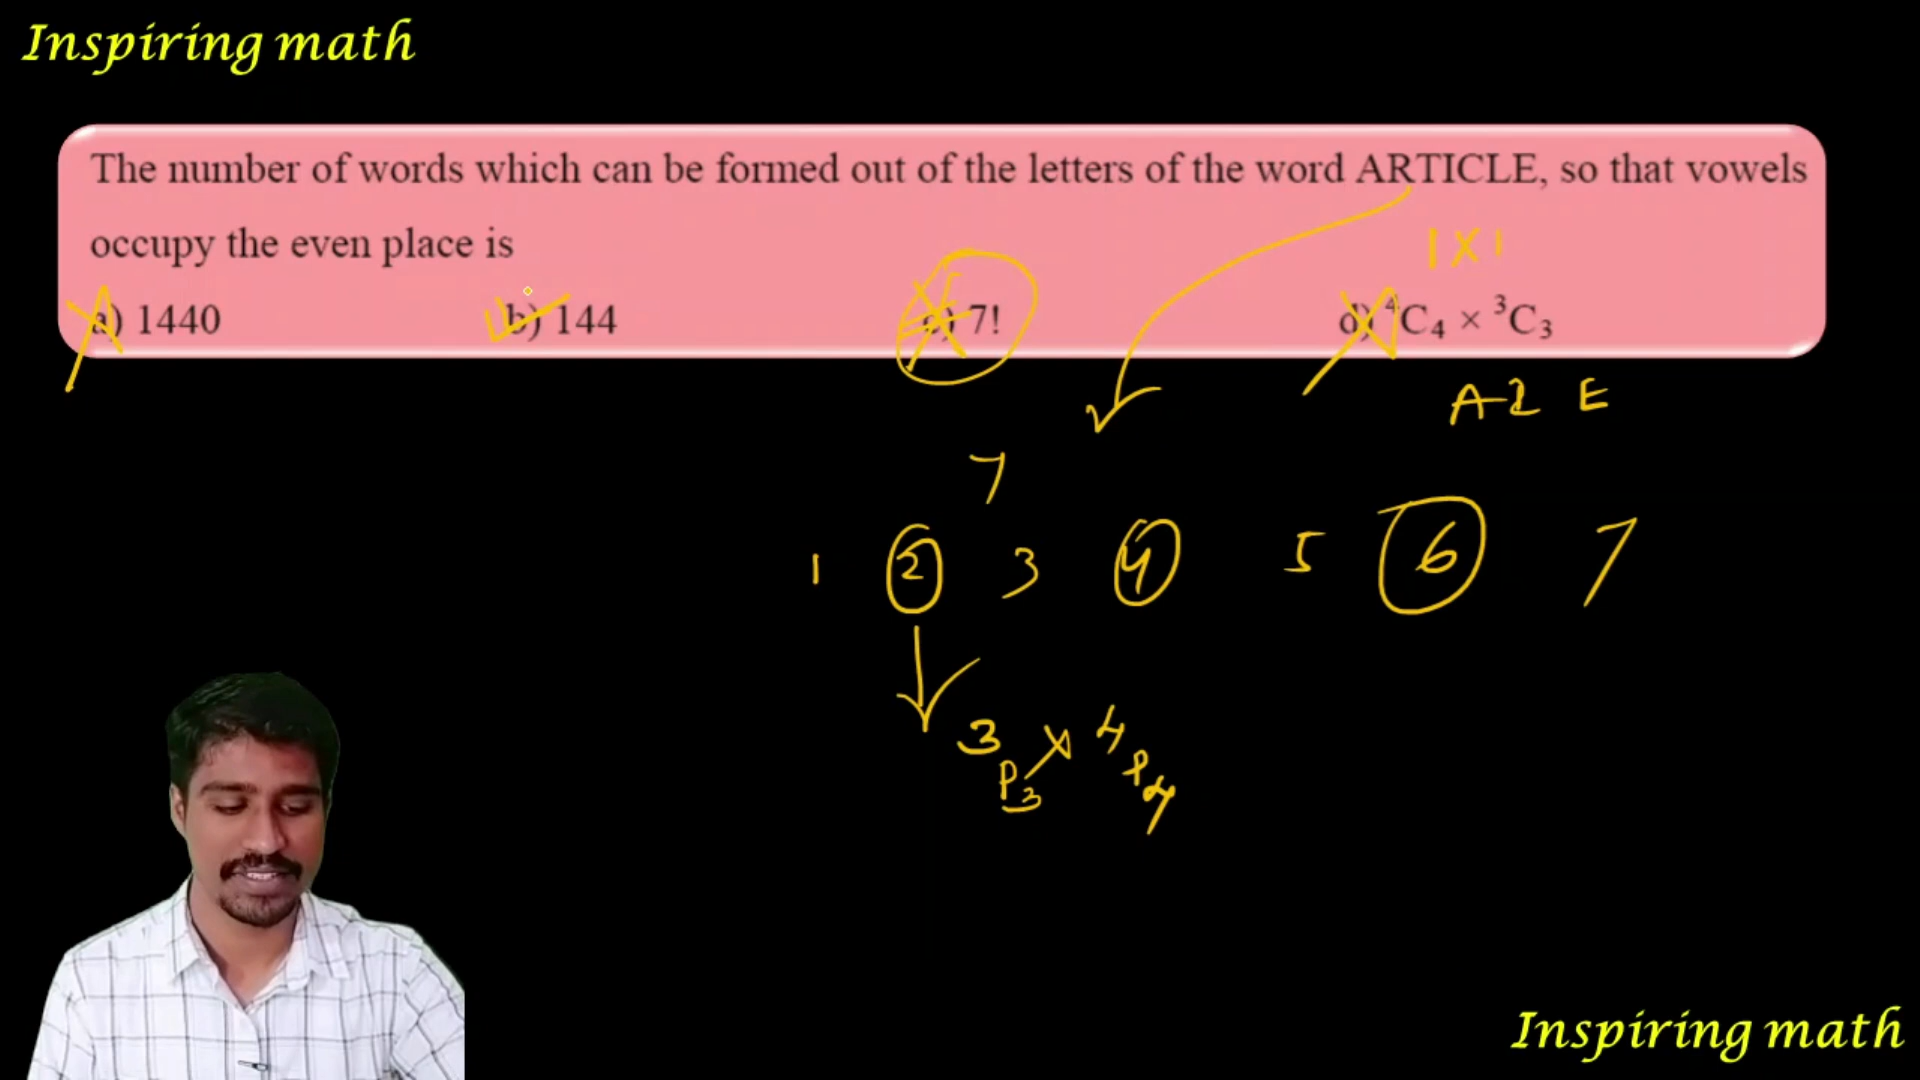 Inspiring math
The number of words which can be formed out of the letters of the word ARTICLE, so that vowels
occupy the even place is
1 X 1
a) 1440 b) 144 c) 7! d) ⁴C₄ × ³C₃
A I E
7
1 2 3 4 5 6 7
³P₃ × ⁴P₄
Inspiring math